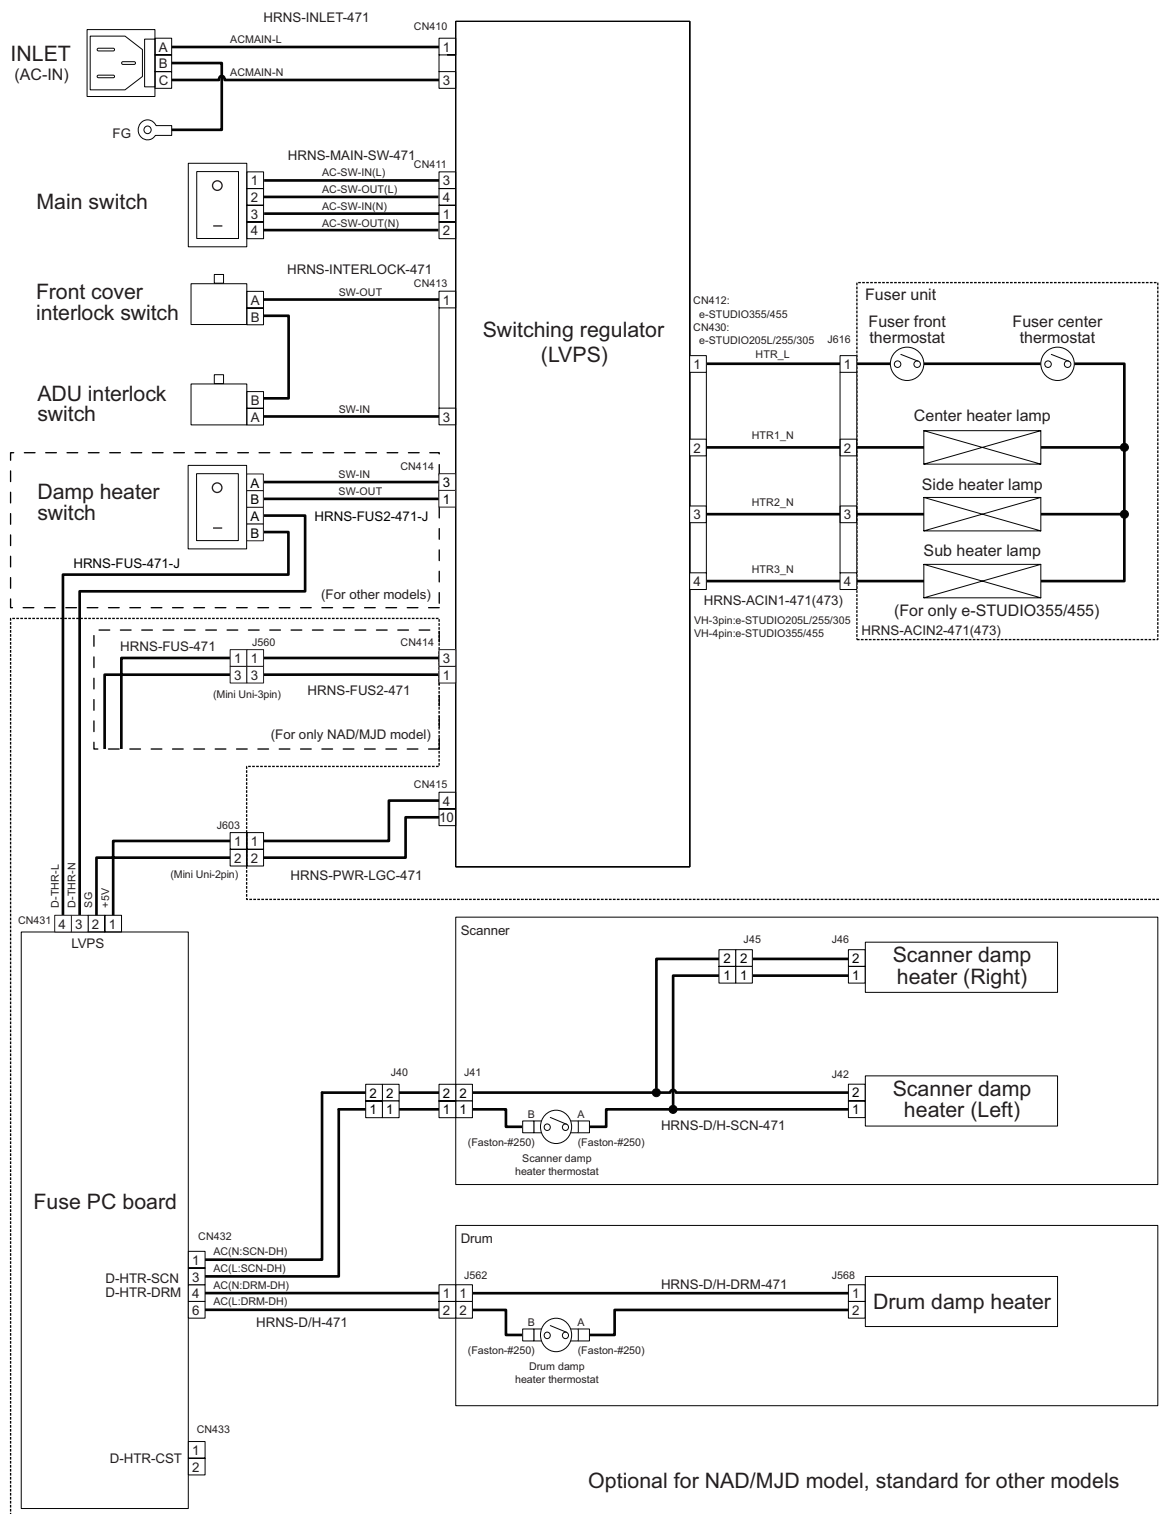 HRNS-INLET-471
CN410
INLET
(AC-IN)
A
B
C
ACMAIN-L
ACMAIN-N
1
3
FG
HRNS-MAIN-SW-471
CN411
Main switch
1
2
3
4
AC-SW-IN(L)
AC-SW-OUT(L)
AC-SW-IN(N)
AC-SW-OUT(N)
3
4
1
2
HRNS-INTERLOCK-471
CN413
Front cover
interlock switch
A
B
SW-OUT
1
ADU interlock
switch
B
A
SW-IN
3
Switching regulator
(LVPS)
CN412:
e-STUDIO355/455
CN430:
e-STUDIO205L/255/305
J616
1 HTR_L 1
2 HTR1_N 2
3 HTR2_N 3
4 HTR3_N 4
HRNS-ACIN1-471(473)
VH-3pin:e-STUDIO205L/255/305
VH-4pin:e-STUDIO355/455
Fuser unit
Fuser front
thermostat
Fuser center
thermostat
Center heater lamp
Side heater lamp
Sub heater lamp
(For only e-STUDIO355/455)
HRNS-ACIN2-471(473)
Damp heater
switch
A
B
A
B
SW-IN
SW-OUT
CN414
3
1
HRNS-FUS2-471-J
HRNS-FUS-471-J
(For other models)
HRNS-FUS-471
J560
CN414
1 1
3 3
3
1
(Mini Uni-3pin)
HRNS-FUS2-471
(For only NAD/MJD model)
CN415
4
10
J603
1 1
2 2
(Mini Uni-2pin)
HRNS-PWR-LGC-471
D-THR-L
D-THR-N
SG
+5V
CN431
4 3 2 1
LVPS
Fuse PC board
CN432
1
3
4
6
AC(N:SCN-DH)
AC(L:SCN-DH)
AC(N:DRM-DH)
AC(L:DRM-DH)
D-HTR-SCN
D-HTR-DRM
HRNS-D/H-471
CN433
D-HTR-CST
1
2
Scanner
J45
J46
2 2
1 1
2
1
Scanner damp
heater (Right)
J40
J41
J42
2 2
1 1
2 2
1 1
2
1
Scanner damp
heater (Left)
B
A
(Faston-#250)
(Faston-#250)
HRNS-D/H-SCN-471
Scanner damp
heater thermostat
Drum
J562
HRNS-D/H-DRM-471
J568
1 1
2 2
1
2
Drum damp heater
B
A
(Faston-#250)
(Faston-#250)
Drum damp
heater thermostat
Optional for NAD/MJD model, standard for other models